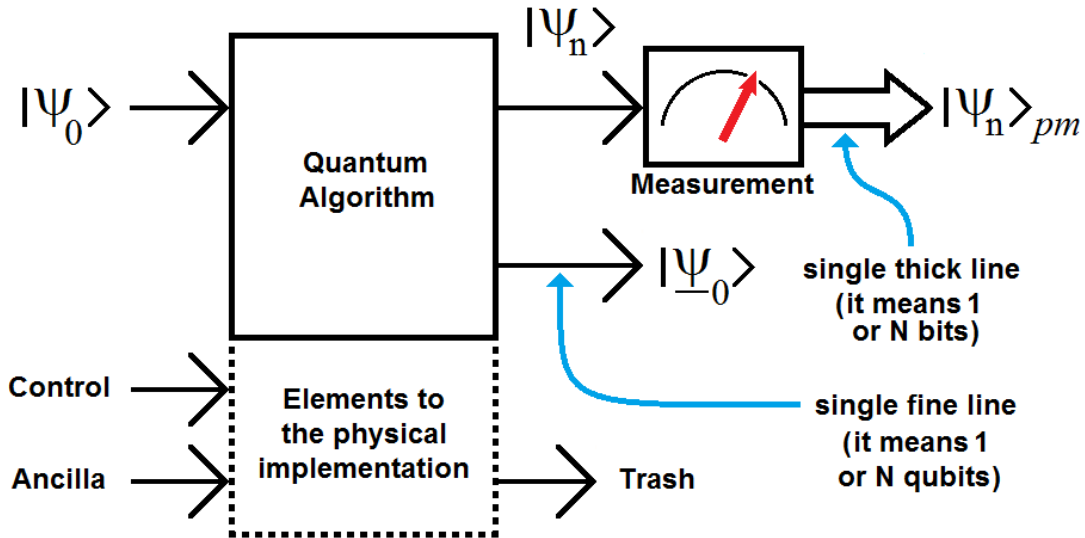 |Ψn>
|Ψ0>
Quantum
Algorithm
Measurement
|Ψn>pm
|Ψ̲0>
single thick line
(it means 1
or N bits)
Control
Ancilla
Elements to
the physical
implementation
Trash
single fine line
(it means 1
or N qubits)